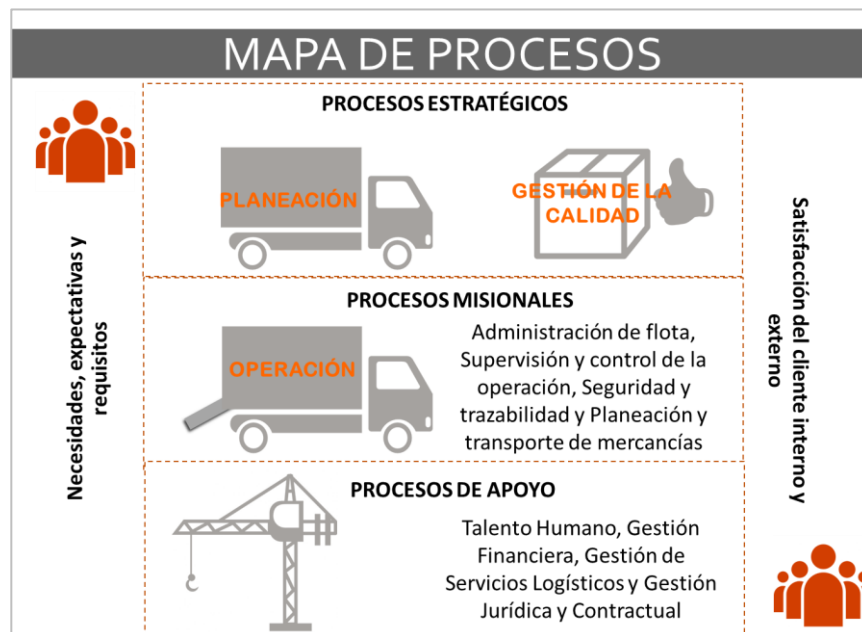 MAPA DE PROCESOS
PROCESOS ESTRATÉGICOS
PLANEACIÓN
GESTIÓN DE LA
CALIDAD
Necesidades, expectativas y
requisitos
PROCESOS MISIONALES
OPERACIÓN
Administración de flota,
Supervisión y control de la
operación, Seguridad y
trazabilidad y Planeación y
transporte de mercancías
PROCESOS DE APOYO
Talento Humano, Gestión
Financiera, Gestión de
Servicios Logísticos y Gestión
Jurídica y Contractual
Satisfacción del cliente interno y
externo